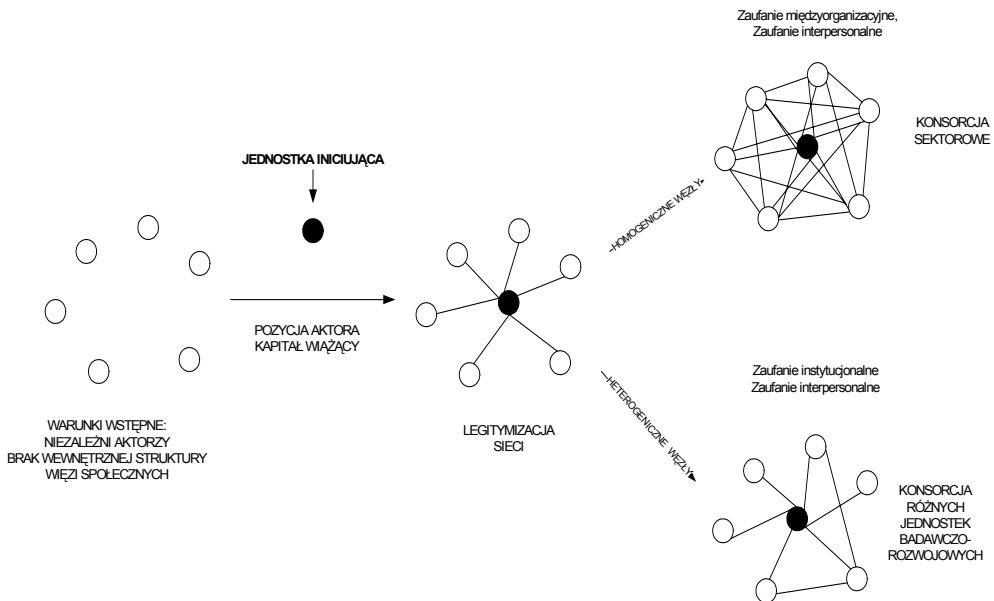 Zaufanie międzyorganizacyjne,
Zaufanie interpersonalne
KONSORCJA
SEKTOROWE
JEDNOSTKA INICJUJĄCA
HOMOGENICZNE WĘZŁY
POZYCJA AKTORA
KAPITAŁ WIĄŻĄCY
WARUNKI WSTĘPNE:
NIEZALEŻNI AKTORZY
BRAK WEWNĘTRZNEJ STRUKTURY
WIĘZI SPOŁECZNYCH
LEGITYMIZACJA
SIECI
HETEROGENICZNE WĘZŁY
Zaufanie instytucjonalne
Zaufanie interpersonalne
KONSORCJA
RÓŻNYCH
JEDNOSTEK
BADAWCZO-
ROZWOJOWYCH